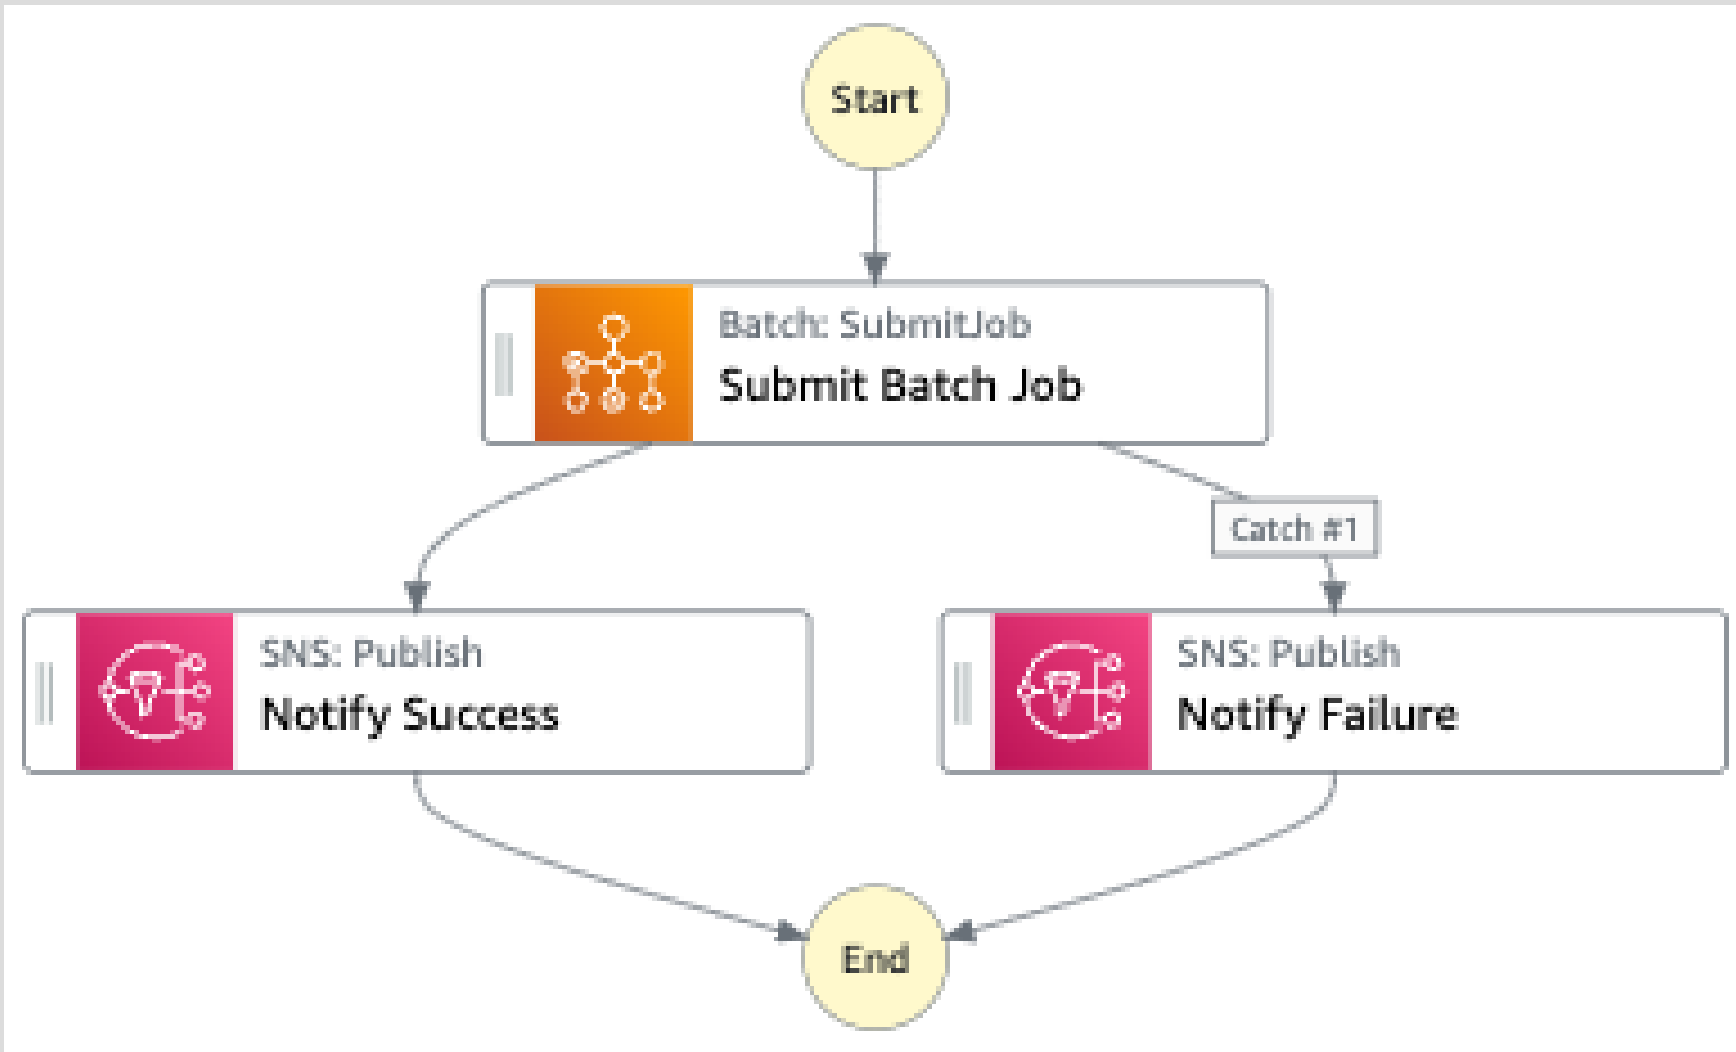 Start
Batch: SubmitJob
Submit Batch Job
Catch #1
SNS: Publish
Notify Success
SNS: Publish
Notify Failure
End